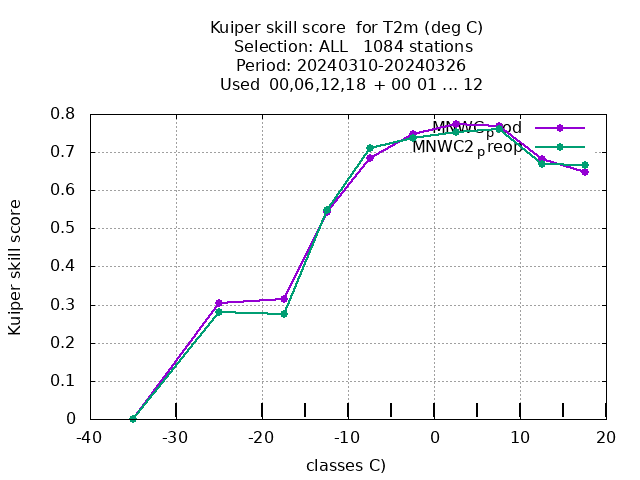 Kuiper skill score  for T2m (deg C)
Selection: ALL   1084 stations
Period: 20240310-20240326
Used  00,06,12,18  + 00 01 ... 12
MNWC_prod
MNWC2_preop
Kuiper skill score
0.8
0.7
0.6
0.5
0.4
0.3
0.2
0.1
0
-40 -30 -20 -10 0 10 20
classes C)